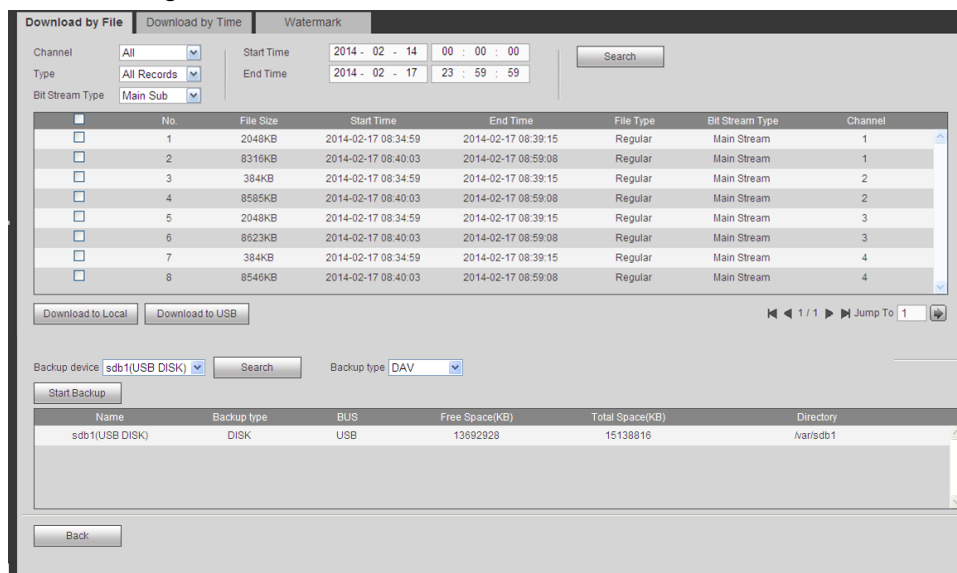 Download by File Download by Time Watermark
Channel All Start Time 2014 - 02 - 14 00 : 00 : 00 Search
Type All Records End Time 2014 - 02 - 17 23 : 59 : 59
Bit Stream Type Main Sub
No. File Size Start Time End Time File Type Bit Stream Type Channel
1 2048KB 2014-02-17 08:34:59 2014-02-17 08:39:15 Regular Main Stream 1
2 8316KB 2014-02-17 08:40:03 2014-02-17 08:59:08 Regular Main Stream 1
3 384KB 2014-02-17 08:34:59 2014-02-17 08:39:15 Regular Main Stream 2
4 8585KB 2014-02-17 08:40:03 2014-02-17 08:59:08 Regular Main Stream 2
5 2048KB 2014-02-17 08:34:59 2014-02-17 08:39:15 Regular Main Stream 3
6 8623KB 2014-02-17 08:40:03 2014-02-17 08:59:08 Regular Main Stream 3
7 384KB 2014-02-17 08:34:59 2014-02-17 08:39:15 Regular Main Stream 4
8 8546KB 2014-02-17 08:40:03 2014-02-17 08:59:08 Regular Main Stream 4
Download to Local Download to USB 1 / 1 Jump To 1
Backup device sdb1(USB DISK) Search Backup type DAV
Start Backup
Name Backup type BUS Free Space(KB) Total Space(KB) Directory
sdb1(USB DISK) DISK USB 13692928 15138816 /var/sdb1
Back